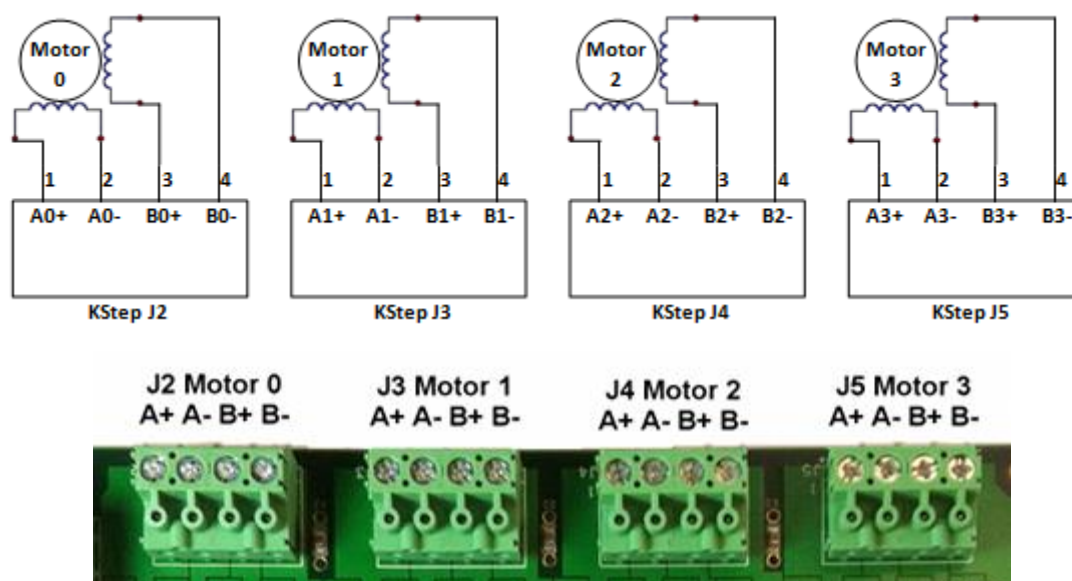 Motor 0
Motor 1
Motor 2
Motor 3
1 2 3 4
1 2 3 4
1 2 3 4
1 2 3 4
A0+ A0- B0+ B0-
A1+ A1- B1+ B1-
A2+ A2- B2+ B2-
A3+ A3- B3+ B3-
KStep J2
KStep J3
KStep J4
KStep J5
J2 Motor 0
A+ A- B+ B-
J3 Motor 1
A+ A- B+ B-
J4 Motor 2
A+ A- B+ B-
J5 Motor 3
A+ A- B+ B-